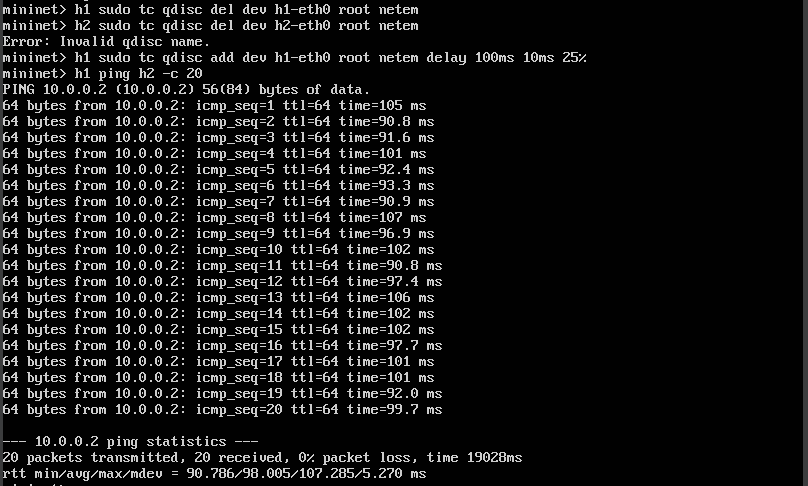 mininet> h1 sudo tc qdisc del dev h1-eth0 root netem
mininet> h2 sudo tc qdisc del dev h2-eth0 root netem
Error: Invalid qdisc name.
mininet> h1 sudo tc qdisc add dev h1-eth0 root netem delay 100ms 10ms 25%
mininet> h1 ping h2 -c 20
PING 10.0.0.2 (10.0.0.2) 56(84) bytes of data.
64 bytes from 10.0.0.2: icmp_seq=1 ttl=64 time=105 ms
64 bytes from 10.0.0.2: icmp_seq=2 ttl=64 time=90.8 ms
64 bytes from 10.0.0.2: icmp_seq=3 ttl=64 time=91.6 ms
64 bytes from 10.0.0.2: icmp_seq=4 ttl=64 time=101 ms
64 bytes from 10.0.0.2: icmp_seq=5 ttl=64 time=92.4 ms
64 bytes from 10.0.0.2: icmp_seq=6 ttl=64 time=93.3 ms
64 bytes from 10.0.0.2: icmp_seq=7 ttl=64 time=90.9 ms
64 bytes from 10.0.0.2: icmp_seq=8 ttl=64 time=107 ms
64 bytes from 10.0.0.2: icmp_seq=9 ttl=64 time=96.9 ms
64 bytes from 10.0.0.2: icmp_seq=10 ttl=64 time=102 ms
64 bytes from 10.0.0.2: icmp_seq=11 ttl=64 time=90.8 ms
64 bytes from 10.0.0.2: icmp_seq=12 ttl=64 time=97.4 ms
64 bytes from 10.0.0.2: icmp_seq=13 ttl=64 time=106 ms
64 bytes from 10.0.0.2: icmp_seq=14 ttl=64 time=102 ms
64 bytes from 10.0.0.2: icmp_seq=15 ttl=64 time=102 ms
64 bytes from 10.0.0.2: icmp_seq=16 ttl=64 time=97.7 ms
64 bytes from 10.0.0.2: icmp_seq=17 ttl=64 time=101 ms
64 bytes from 10.0.0.2: icmp_seq=18 ttl=64 time=101 ms
64 bytes from 10.0.0.2: icmp_seq=19 ttl=64 time=92.0 ms
64 bytes from 10.0.0.2: icmp_seq=20 ttl=64 time=99.7 ms
--- 10.0.0.2 ping statistics ---
20 packets transmitted, 20 received, 0% packet loss, time 19028ms
rtt min/avg/max/mdev = 90.786/98.005/107.285/5.270 ms